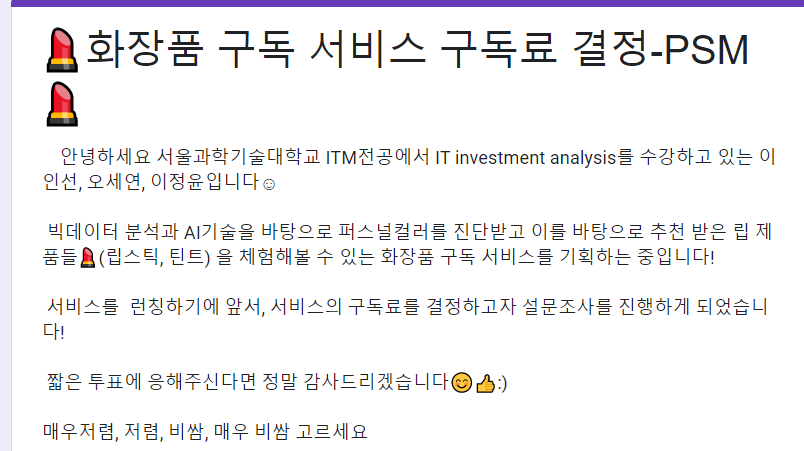 💄화장품 구독 서비스 구독료 결정-PSM
💄
안녕하세요 서울과학기술대학교 ITM전공에서 IT investment analysis를 수강하고 있는 이
인선, 오세연, 이정윤입니다☺
빅데이터 분석과 AI기술을 바탕으로 퍼스널컬러를 진단받고 이를 바탕으로 추천 받은 립 제
품들💄(립스틱, 틴트) 을 체험해볼 수 있는 화장품 구독 서비스를 기획하는 중입니다!
서비스를  런칭하기에 앞서, 서비스의 구독료를 결정하고자 설문조사를 진행하게 되었습니
다!
짧은 투표에 응해주신다면 정말 감사드리겠습니다😊👍:)
매우저렴, 저렴, 비쌈, 매우 비쌈 고르세요